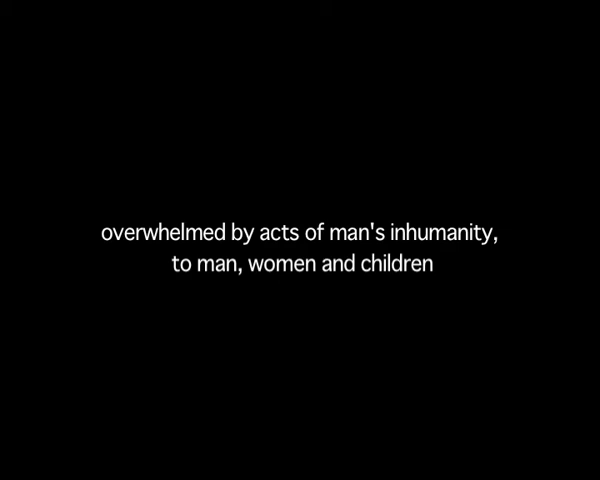 overwhelmed by acts of man's inhumanity,
to man, women and children